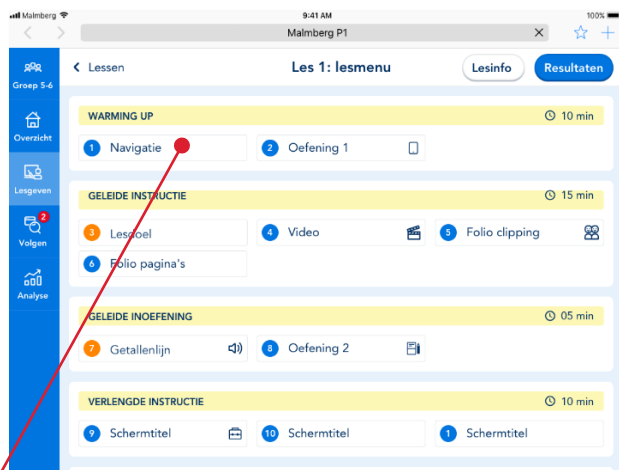 Malmberg 9:41 AM 100%
Malmberg P1
Groep 5-6
Lessen Les 1: lesmenu Lesinfo Resultaten
WARMING UP 10 min
1 Navigatie 2 Oefening 1
Overzicht
Lesgeven
GELEIDE INSTRUCTIE 15 min
3 Lesdoel 4 Video 5 Folio clipping
2
Volgen
6 Folio pagina's
Analyse
GELEIDE INOEFENING 05 min
7 Getallenlijn 8 Oefening 2
VERLENGDE INSTRUCTIE 10 min
9 Schermtitel 10 Schermtitel 1 Schermtitel